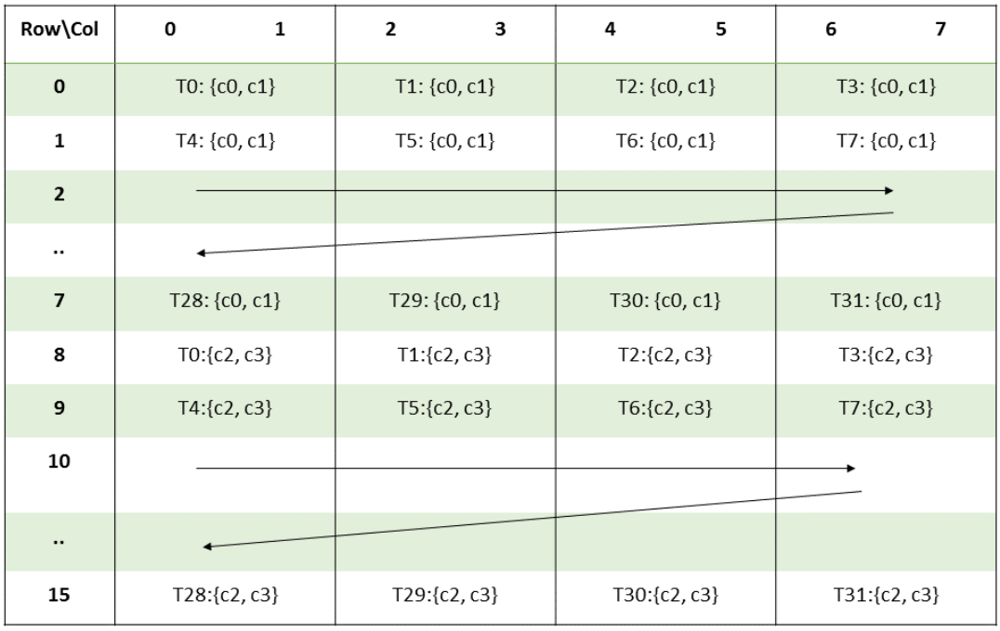 Row\Col 0 1 2 3 4 5 6 7
0 T0: {c0, c1} T1: {c0, c1} T2: {c0, c1} T3: {c0, c1}
1 T4: {c0, c1} T5: {c0, c1} T6: {c0, c1} T7: {c0, c1}
2
..
7 T28: {c0, c1} T29: {c0, c1} T30: {c0, c1} T31: {c0, c1}
8 T0:{c2, c3} T1:{c2, c3} T2:{c2, c3} T3:{c2, c3}
9 T4:{c2, c3} T5:{c2, c3} T6:{c2, c3} T7:{c2, c3}
10
..
15 T28:{c2, c3} T29:{c2, c3} T30:{c2, c3} T31:{c2, c3}